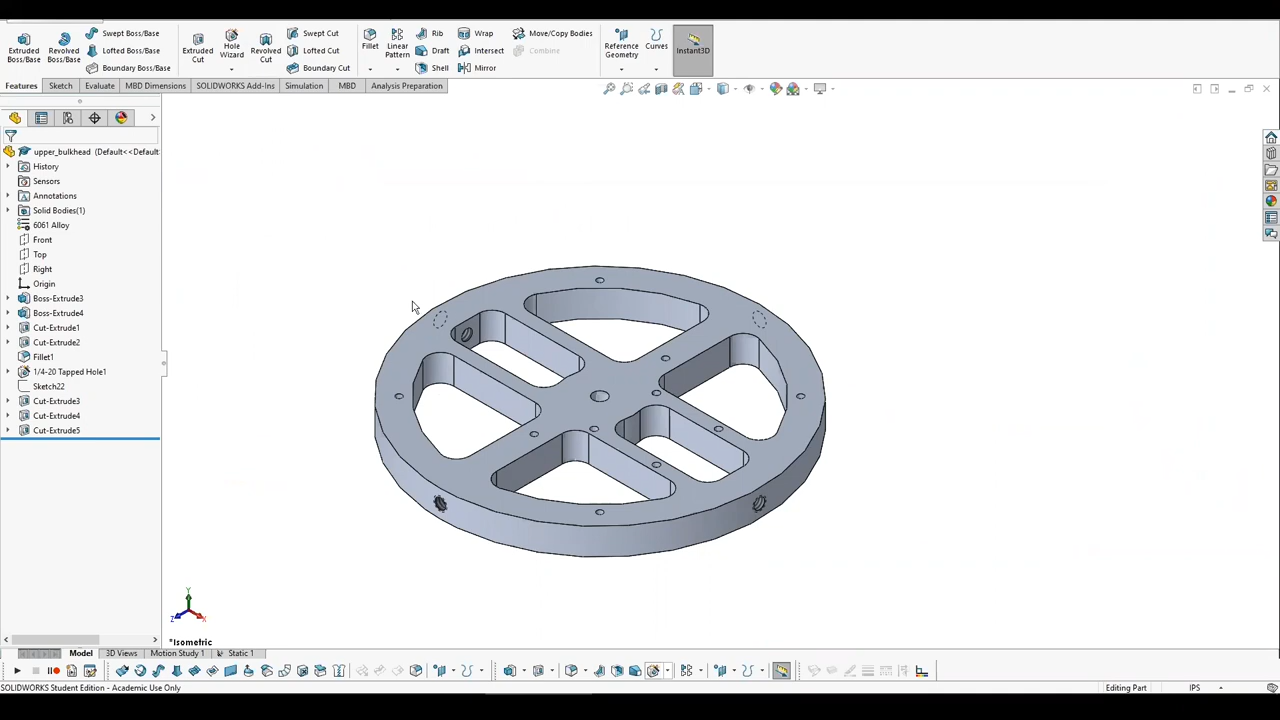 Extruded Boss/Base
Revolved Boss/Base
Swept Boss/Base
Lofted Boss/Base
Boundary Boss/Base
Extruded Cut
Hole Wizard
Revolved Cut
Swept Cut
Lofted Cut
Boundary Cut
Fillet
Linear Pattern
Rib
Draft
Shell
Wrap
Intersect
Mirror
Move/Copy Bodies
Combine
Reference Geometry
Curves
Instant3D
Features Sketch Evaluate MBD Dimensions SOLIDWORKS Add-Ins Simulation MBD Analysis Preparation
upper_bulkhead (Default<<Default
History
Sensors
Annotations
Solid Bodies(1)
6061 Alloy
Front
Top
Right
Origin
Boss-Extrude3
Boss-Extrude4
Cut-Extrude1
Cut-Extrude2
Fillet1
1/4-20 Tapped Hole1
Sketch22
Cut-Extrude3
Cut-Extrude4
Cut-Extrude5
Y
Z
X
*Isometric
Model 3D Views Motion Study 1 Static 1
SOLIDWORKS Student Edition - Academic Use Only
Editing Part
IPS